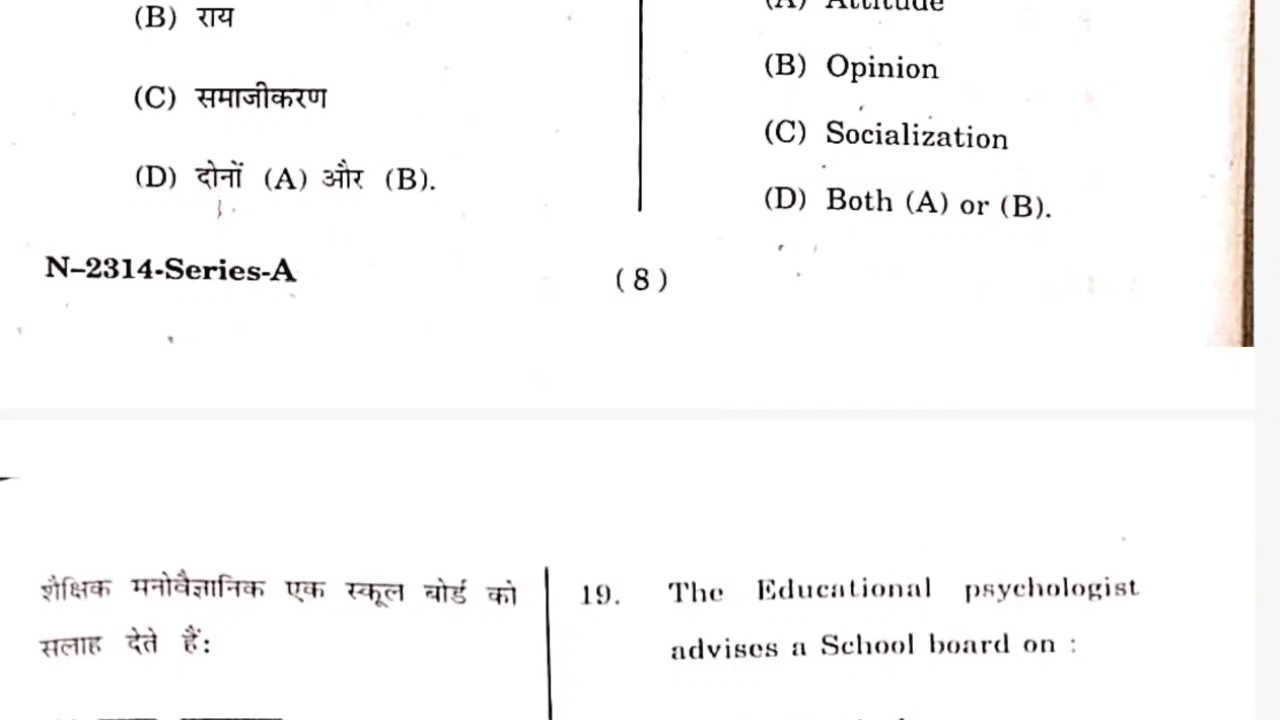 (B) राय
(C) समाजीकरण
(D) दोनों (A) और (B).
(A) Attitude
(B) Opinion
(C) Socialization
(D) Both (A) or (B).
N–2314-Series-A
( 8 )
शैक्षिक मनोवैज्ञानिक एक स्कूल बोर्ड को
सलाह देते हैं:
19. The Educational psychologist
advises a School board on :